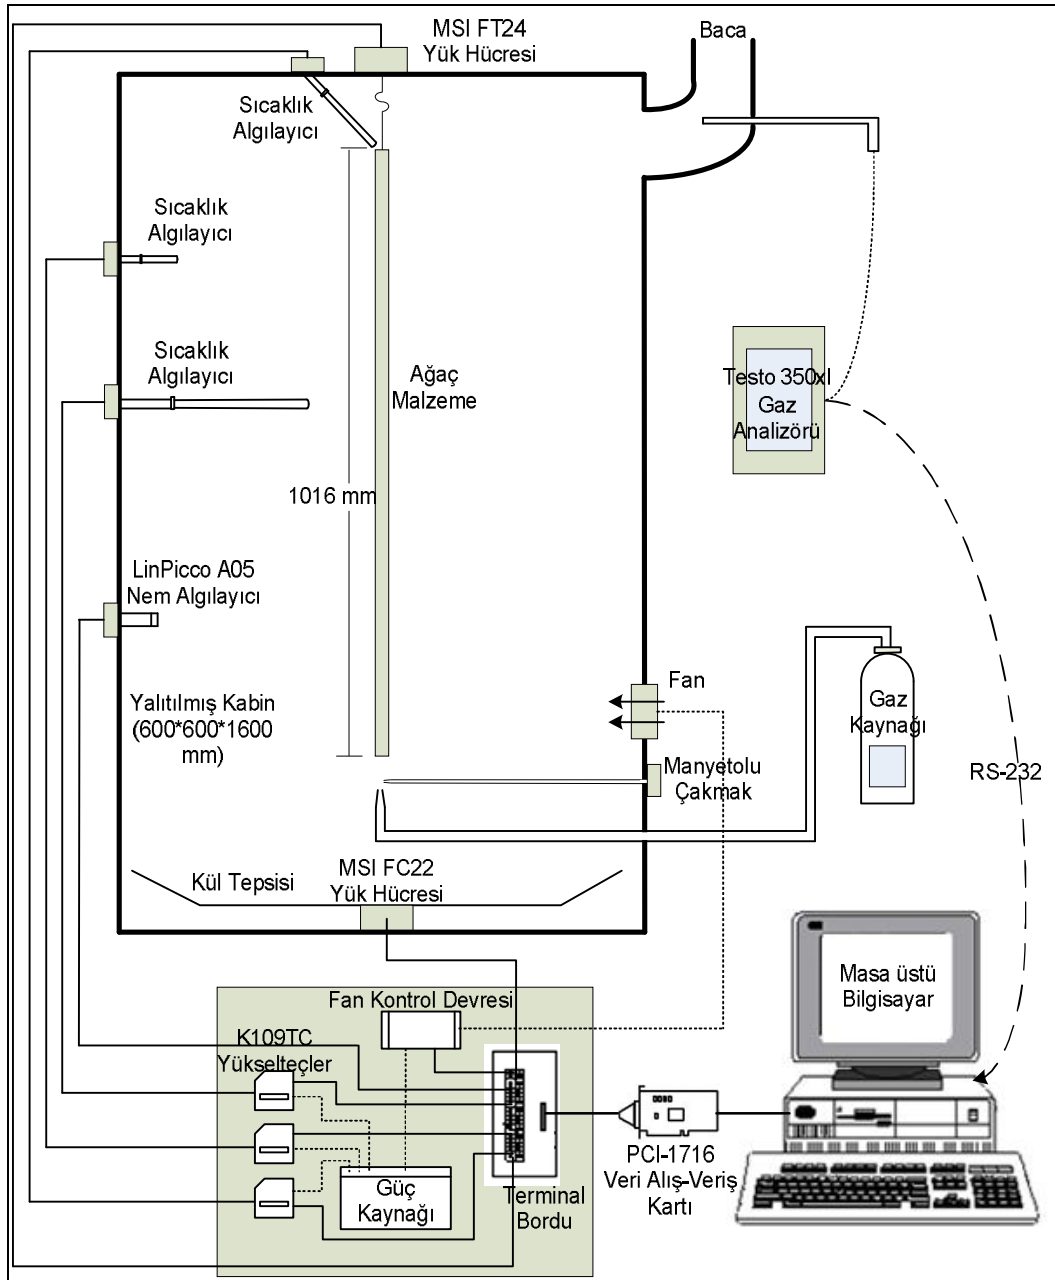 MSI FT24
Yük Hücresi
Baca
Sıcaklık
Algılayıcı
Sıcaklık
Algılayıcı
Sıcaklık
Algılayıcı
Ağaç
Malzeme
Testo 350xl
Gaz
Analizörü
1016 mm
LinPicco A05
Nem Algılayıcı
Yalıtılmış Kabin
(600*600*1600
mm)
Fan
Gaz
Kaynağı
Manyetolu
Çakmak
RS-232
MSI FC22
Yük Hücresi
Kül Tepsisi
Masa üstü
Bilgisayar
Fan Kontrol Devresi
K109TC
Yükselteçler
Güç
Kaynağı
Terminal
Bordu
PCI-1716
Veri Alış-Veriş
Kartı